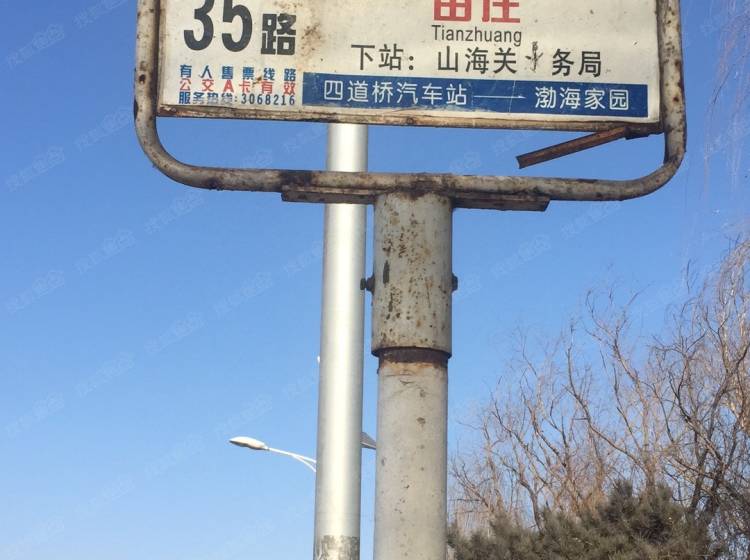 35路
Tianzhuang
下站：山海关 务局
有人售票线路
公交A卡有效
服务热线:3068216
四道桥汽车站 —— 渤海家园